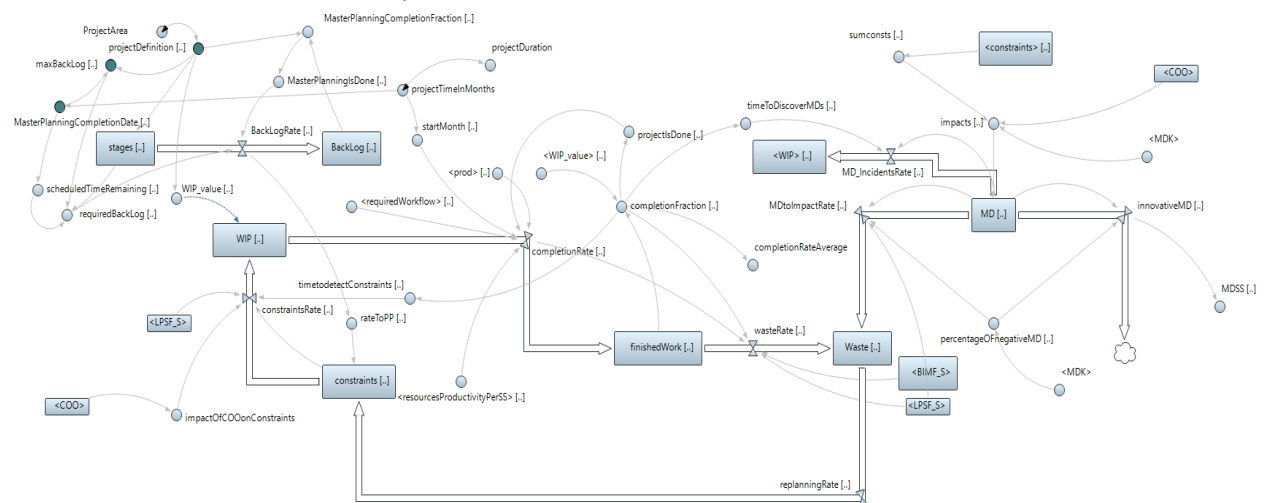 MasterPlanningCompletionFraction [..]
ProjectArea
projectDefinition [..]
projectDuration
sumconsts [..]
<constraints> [..]
maxBackLog [..]
<COO>
MasterPlanningIsDone [..]
projectTimeInMonths
timeToDiscoverMDs [..]
MasterPlanningCompletionDate [..]
BackLogRate [..]
startMonth [..]
projectIsDone [..]
impacts [..]
stages [..]
BackLog [..]
<WIP_value> [..]
<WIP> [..]
<MDK>
<prod> [..]
MD_IncidentsRate [..]
scheduledTimeRemaining [..]
WIP_value [..]
<requiredWorkflow> [..]
completionFraction [..]
MDtoImpactRate [..]
MD [..]
innovativeMD [..]
requiredBackLog [..]
WIP [..]
completionRate [..]
completionRateAverage
timetodetectConstraints [..]
MDSS [..]
constraintsRate [..]
<LPSF_S>
rateToPP [..]
wasteRate [..]
percentageOFnegativeMD [..]
finishedWork [..]
Waste [..]
<BIMF_S>
<MDK>
constraints [..]
<resourcesProductivityPerSS> [..]
<COO>
impactOfCOOonConstraints
<LPSF_S>
replanningRate [..]